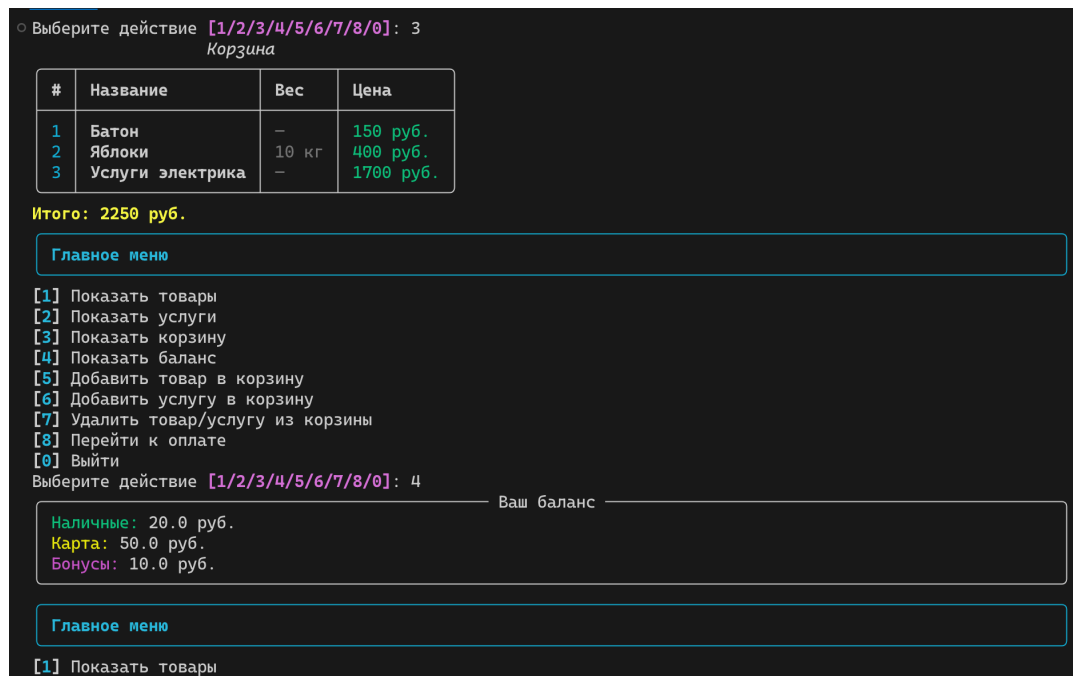 Выберите действие [1/2/3/4/5/6/7/8/0]: 3
Корзина
# Название Вес Цена
1 Батон — 150 руб.
2 Яблоки 10 кг 400 руб.
3 Услуги электрика — 1700 руб.
Итого: 2250 руб.
Главное меню
[1] Показать товары
[2] Показать услуги
[3] Показать корзину
[4] Показать баланс
[5] Добавить товар в корзину
[6] Добавить услугу в корзину
[7] Удалить товар/услугу из корзины
[8] Перейти к оплате
[0] Выйти
Выберите действие [1/2/3/4/5/6/7/8/0]: 4
Ваш баланс
Наличные: 20.0 руб.
Карта: 50.0 руб.
Бонусы: 10.0 руб.
Главное меню
[1] Показать товары